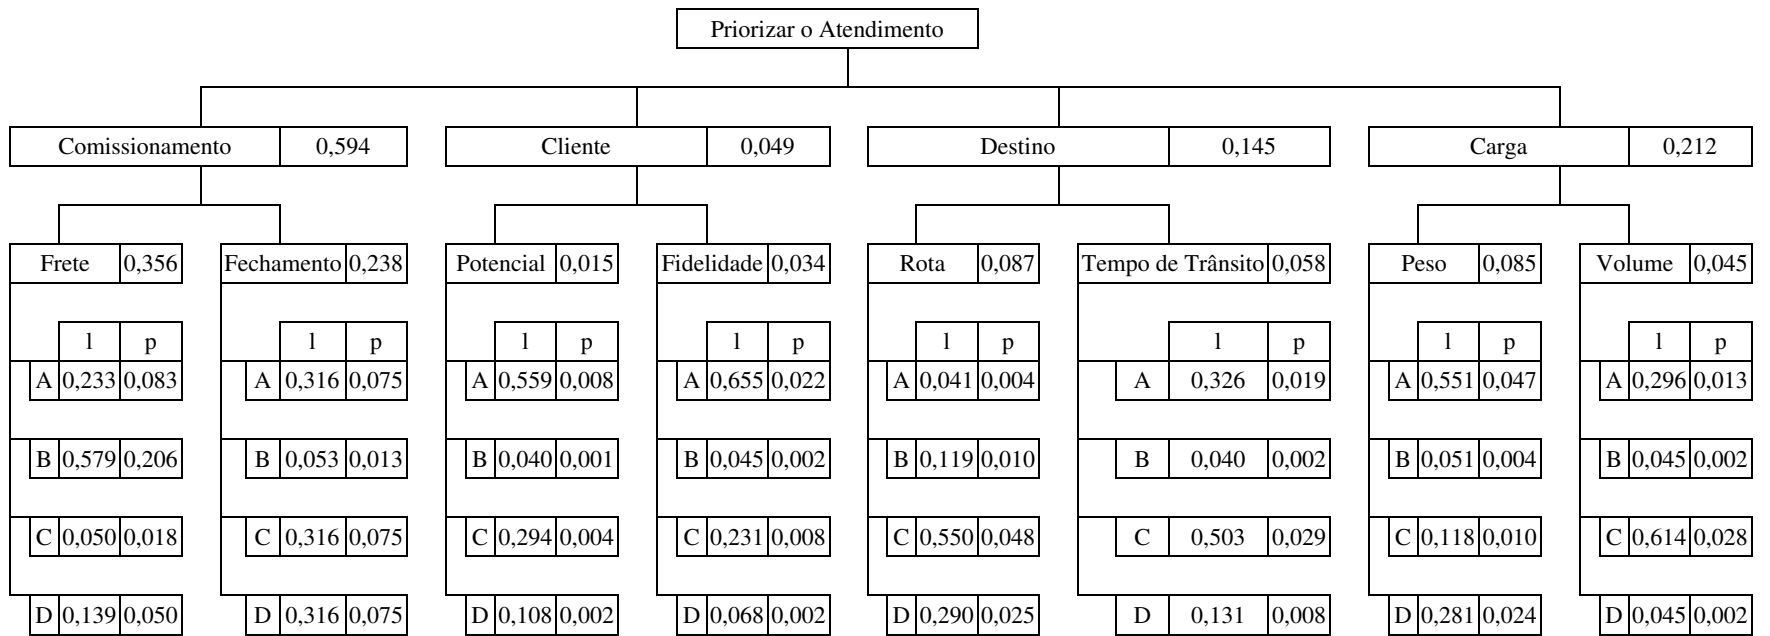 Priorizar o Atendimento
Comissionamento 0,594 Cliente 0,049 Destino 0,145 Carga 0,212
Frete 0,356 Fechamento 0,238 Potencial 0,015 Fidelidade 0,034 Rota 0,087 Tempo de Trânsito 0,058 Peso 0,085 Volume 0,045
l p l p l p l p l p l p l p l p
A 0,233 0,083 A 0,316 0,075 A 0,559 0,008 A 0,655 0,022 A 0,041 0,004 A 0,326 0,019 A 0,551 0,047 A 0,296 0,013
B 0,579 0,206 B 0,053 0,013 B 0,040 0,001 B 0,045 0,002 B 0,119 0,010 B 0,040 0,002 B 0,051 0,004 B 0,045 0,002
C 0,050 0,018 C 0,316 0,075 C 0,294 0,004 C 0,231 0,008 C 0,550 0,048 C 0,503 0,029 C 0,118 0,010 C 0,614 0,028
D 0,139 0,050 D 0,316 0,075 D 0,108 0,002 D 0,068 0,002 D 0,290 0,025 D 0,131 0,008 D 0,281 0,024 D 0,045 0,002